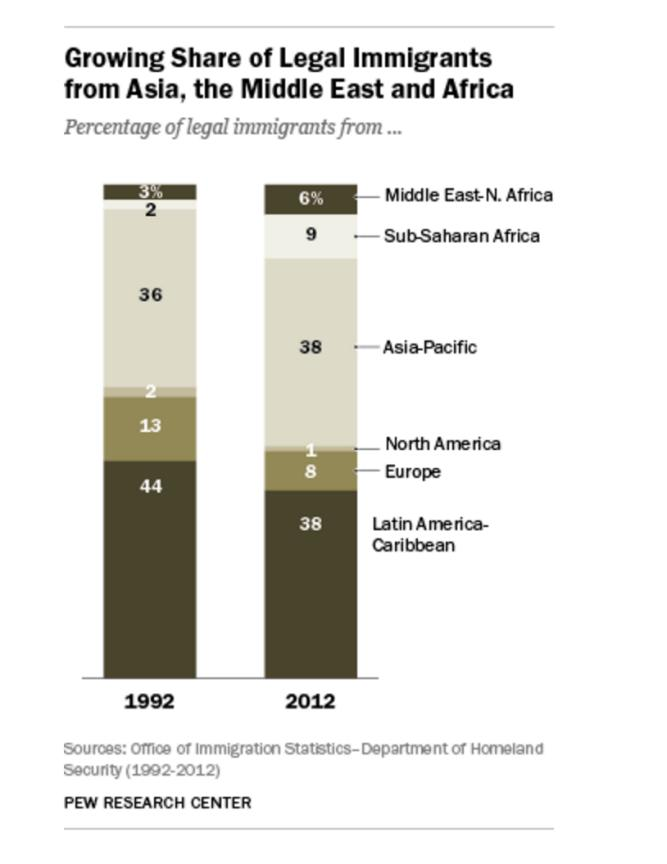 Growing Share of Legal Immigrants
from Asia, the Middle East and Africa
Percentage of legal immigrants from ...
3%
2
36
2
13
44
6%
9
38
1
8
38
Middle East-N. Africa
Sub-Saharan Africa
Asia-Pacific
North America
Europe
Latin America-
Caribbean
1992
2012
Sources: Office of Immigration Statistics–Department of Homeland
Security (1992-2012)
PEW RESEARCH CENTER